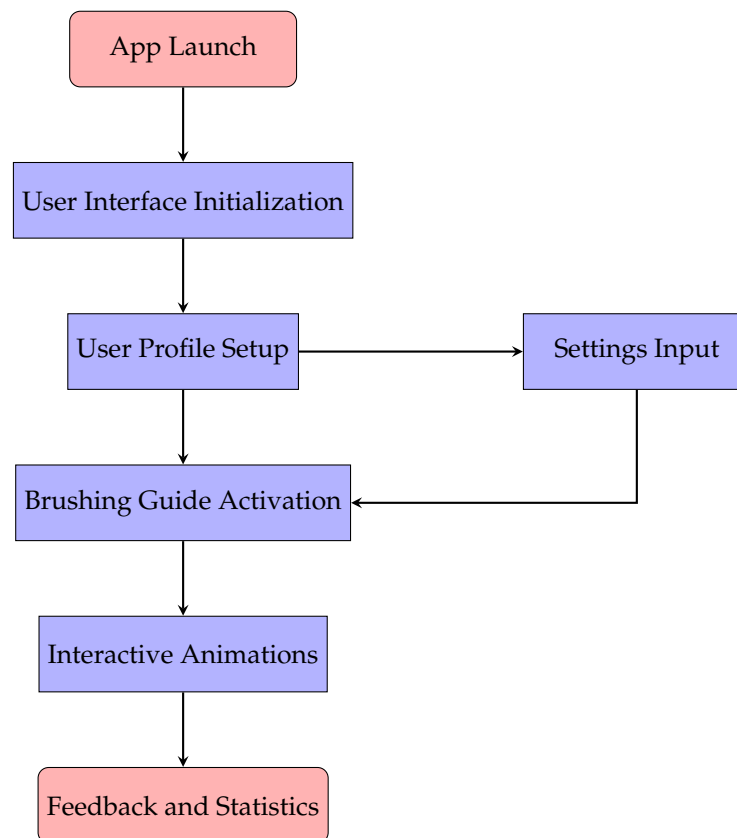 App Launch
User Interface Initialization
User Profile Setup
Settings Input
Brushing Guide Activation
Interactive Animations
Feedback and Statistics